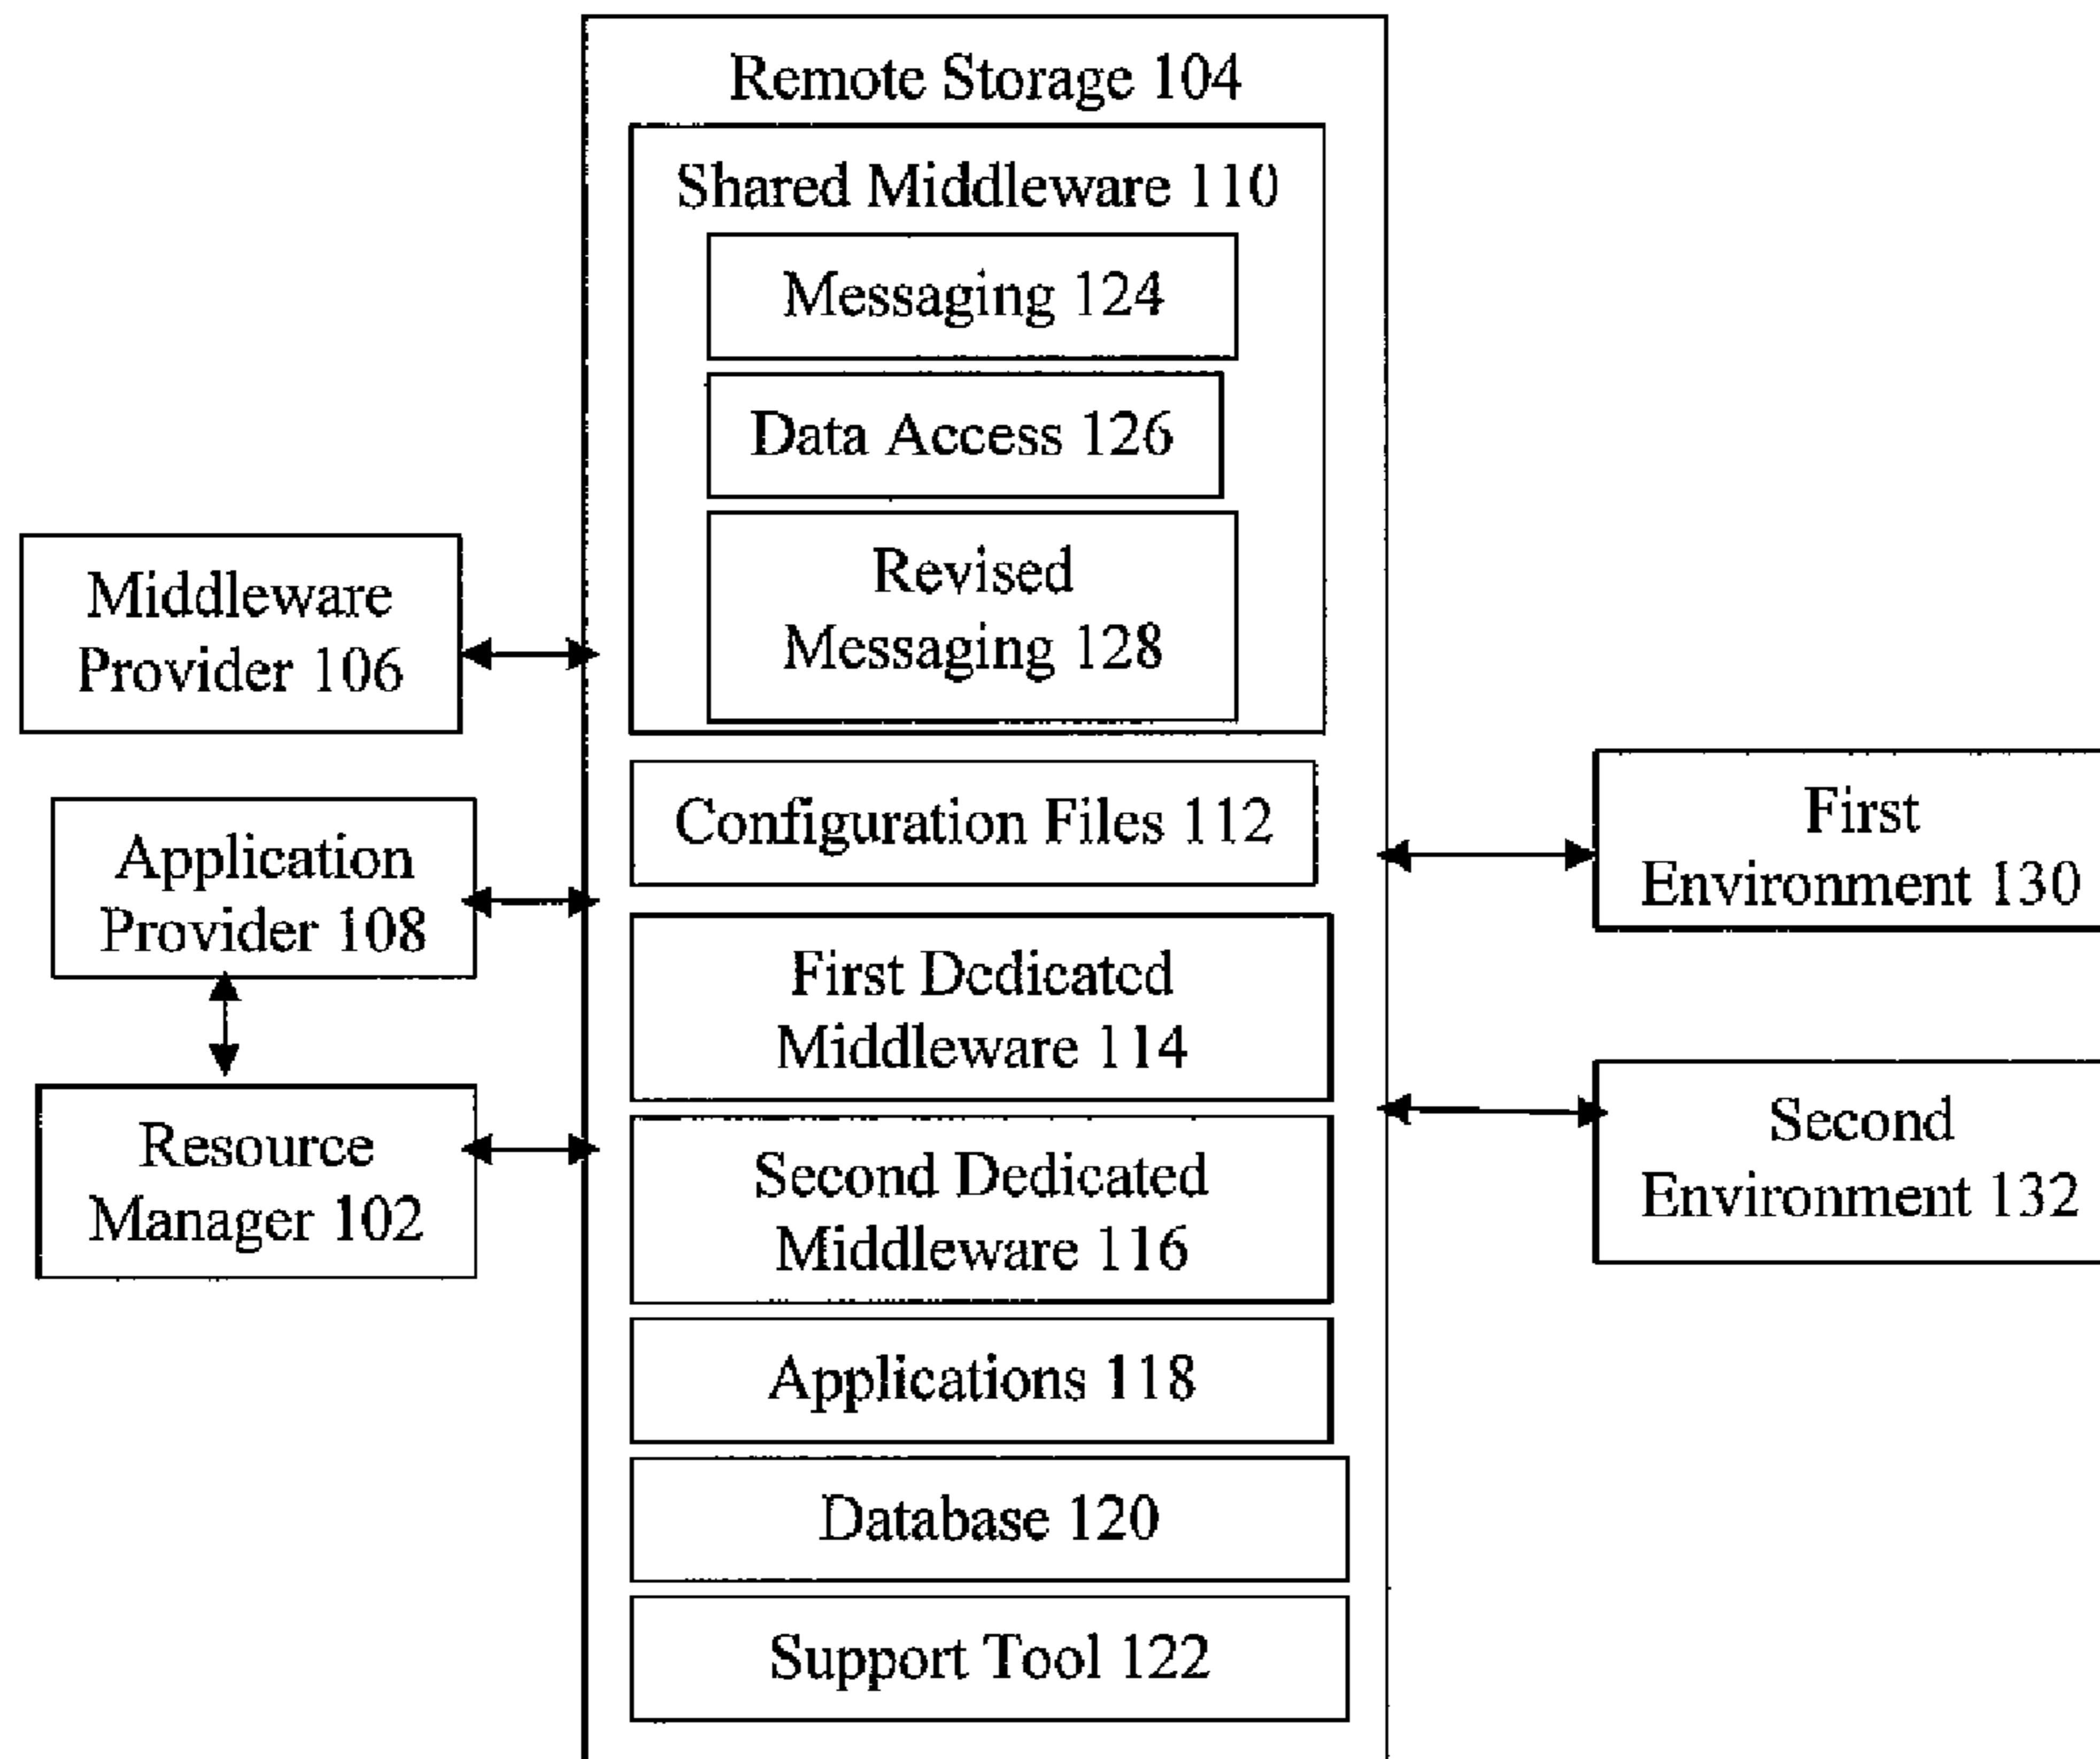 Remote Storage 104
Shared Middleware 110
Messaging 124
Data Access 126
Revised
Messaging 128
Middleware
Provider 106
Application
Provider 108
Resource
Manager 102
Configuration Files 112
First Dedicated
Middleware 114
Second Dedicated
Middleware 116
Applications 118
Database 120
Support Tool 122
First
Environment 130
Second
Environment 132